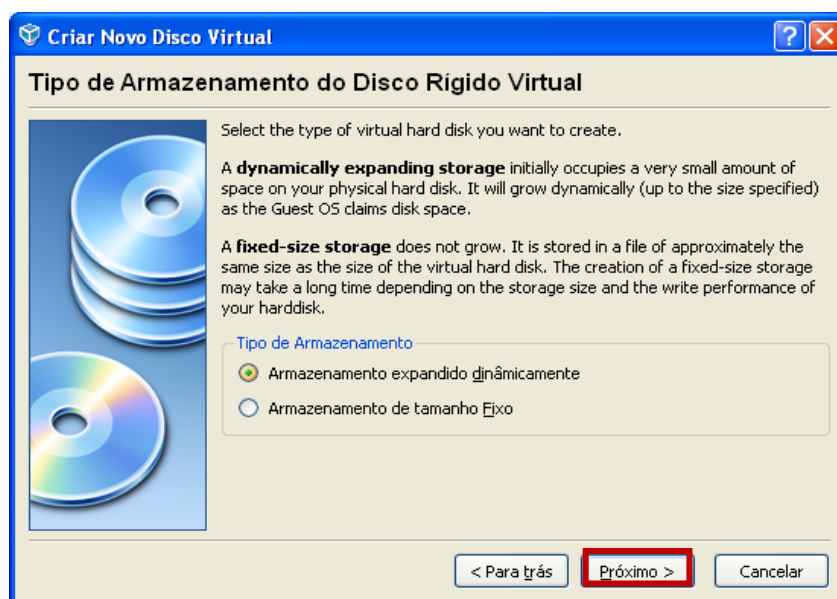 Criar Novo Disco Virtual
Tipo de Armazenamento do Disco Rígido Virtual
Select the type of virtual hard disk you want to create.
A dynamically expanding storage initially occupies a very small amount of
space on your physical hard disk. It will grow dynamically (up to the size specified)
as the Guest OS claims disk space.
A fixed-size storage does not grow. It is stored in a file of approximately the
same size as the size of the virtual hard disk. The creation of a fixed-size storage
may take a long time depending on the storage size and the write performance of
your harddisk.
Tipo de Armazenamento
Armazenamento expandido dinâmicamente
Armazenamento de tamanho Fixo
< Para trás Próximo > Cancelar